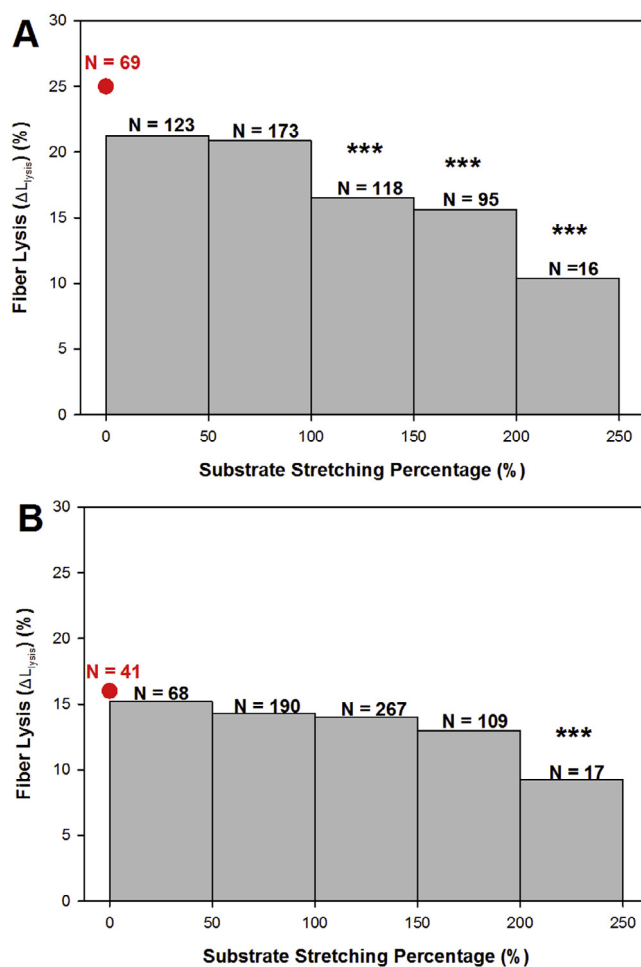 A
30
25
20
15
10
5
0
Fiber Lysis (ΔLlysis) (%)
N = 69
N = 123
N = 173
***
N = 118
***
N = 95
***
N =16
0 50 100 150 200 250
Substrate Stretching Percentage (%)
B
30
25
20
15
10
5
0
Fiber Lysis (ΔLlysis) (%)
N = 41
N = 68
N = 190
N = 267
N = 109
***
N = 17
0 50 100 150 200 250
Substrate Stretching Percentage (%)